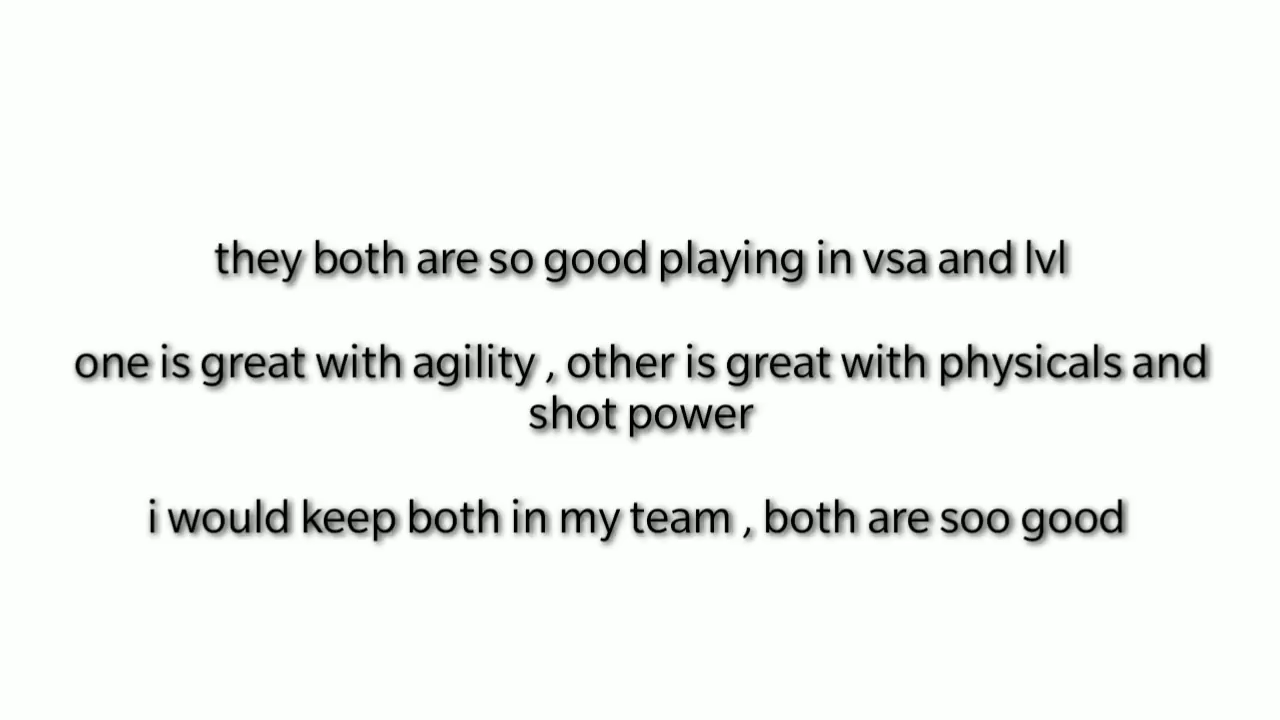 they both are so good playing in vsa and lvl
one is great with agility , other is great with physicals and
shot power
i would keep both in my team , both are soo good